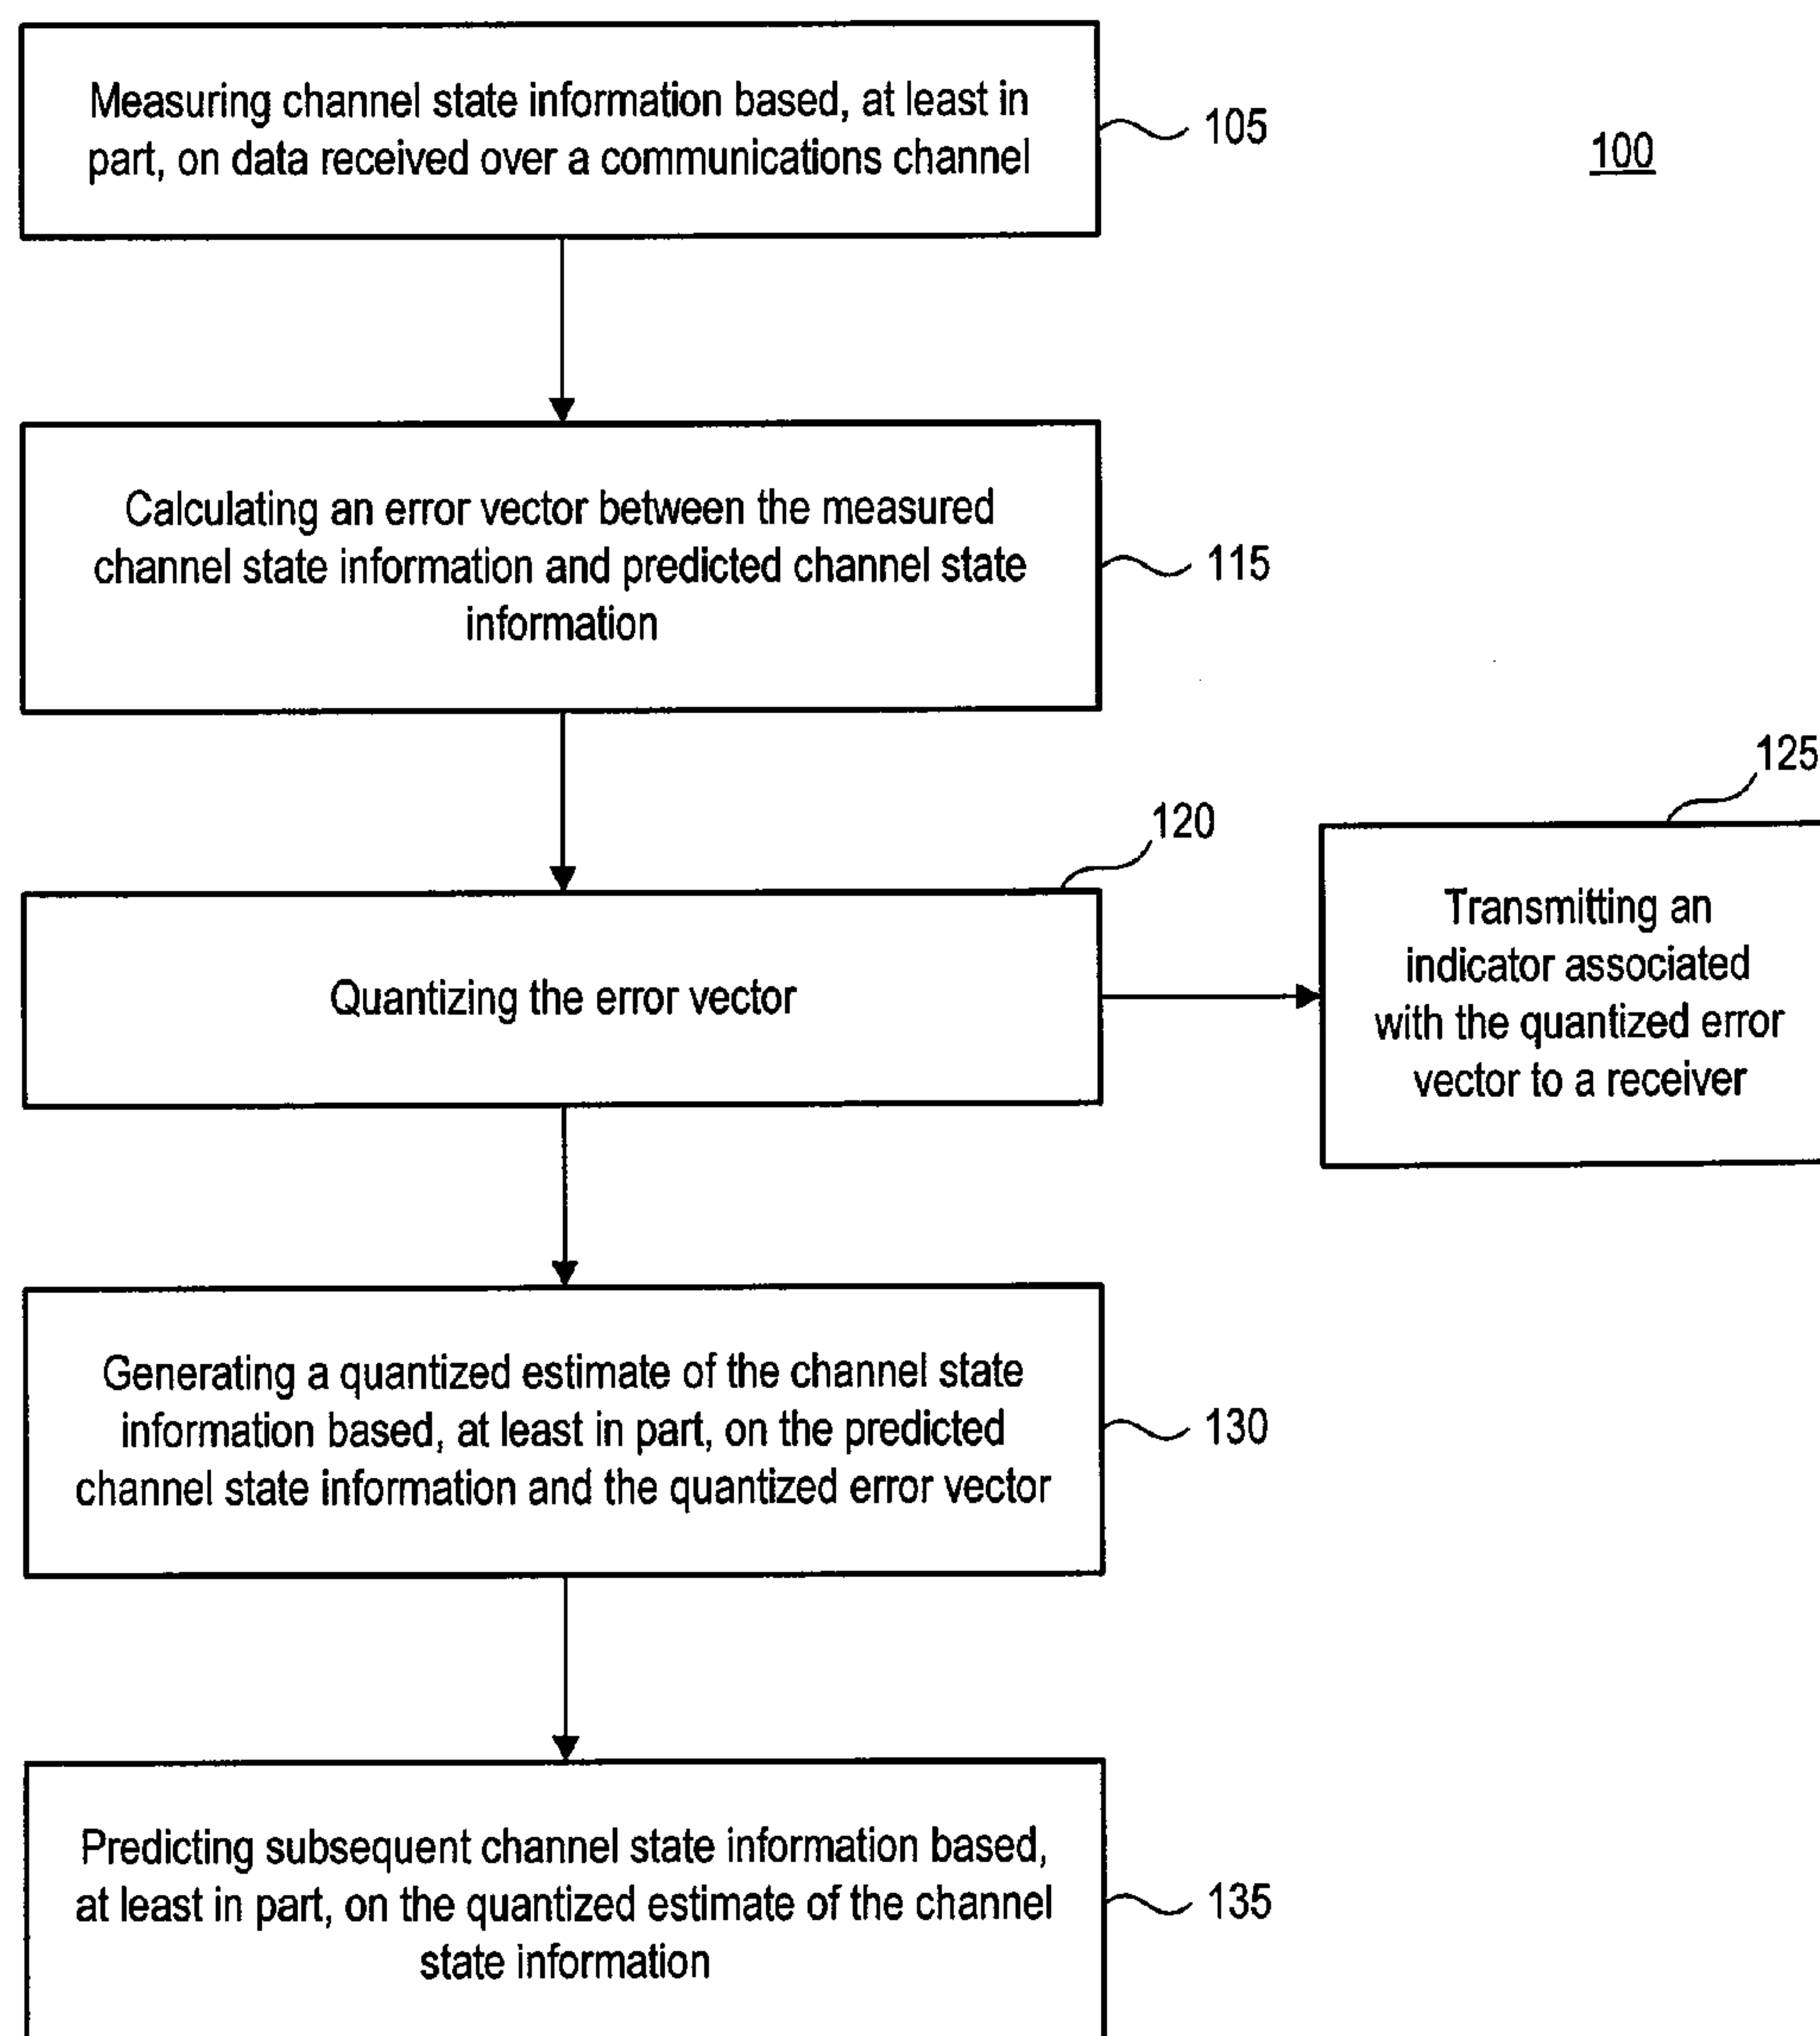 Measuring channel state information based, at least in
part, on data received over a communications channel
105
100
Calculating an error vector between the measured
channel state information and predicted channel state
information
115
125
120
Quantizing the error vector
Transmitting an
indicator associated
with the quantized error
vector to a receiver
Generating a quantized estimate of the channel state
information based, at least in part, on the predicted
channel state information and the quantized error vector
130
Predicting subsequent channel state information based,
at least in part, on the quantized estimate of the channel
state information
135